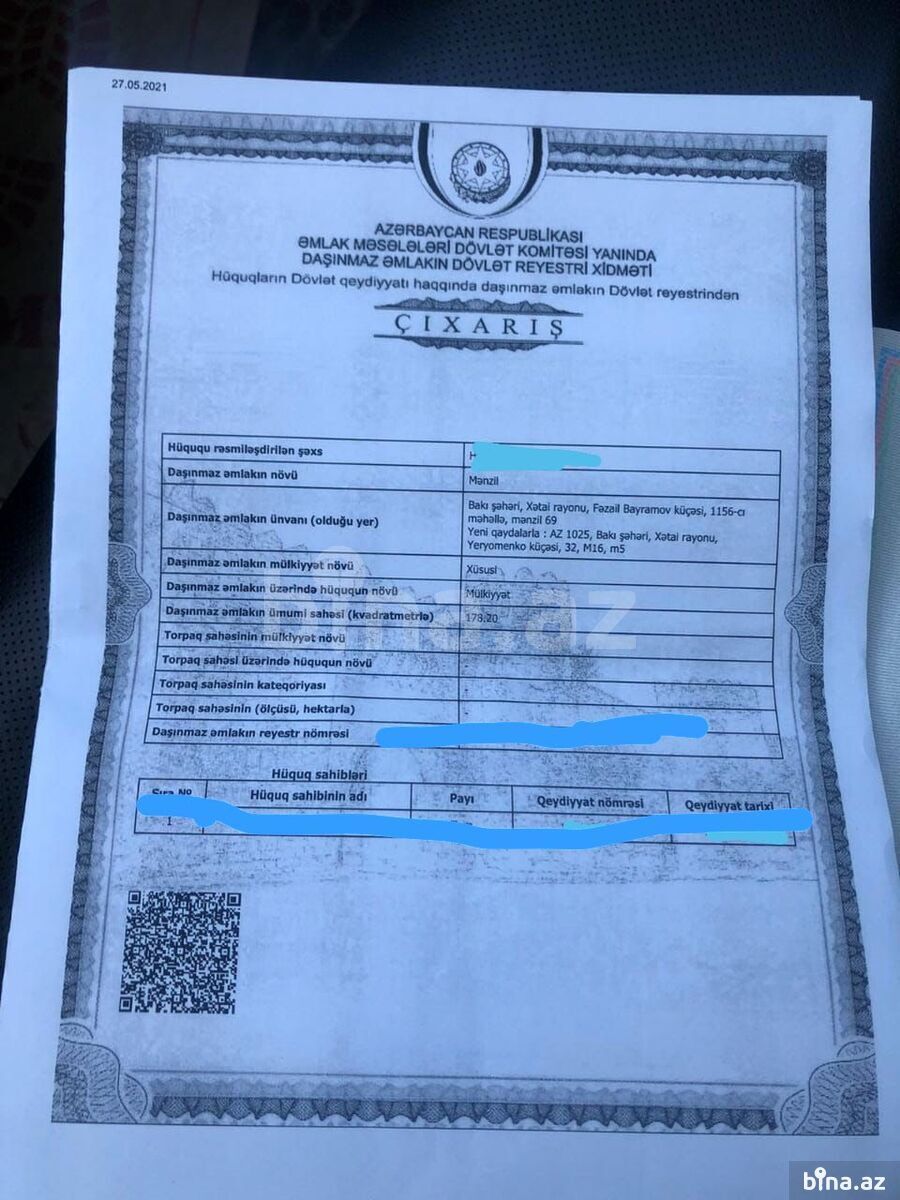 27.05.2021
AZƏRBAYCAN RESPUBLİKASI
ƏMLAK MƏSƏLƏLƏRİ DÖVLƏT KOMİTƏSİ YANINDA
DAŞINMAZ ƏMLAKIN DÖVLƏT REYESTRİ XİDMƏTİ
Hüquqların Dövlət qeydiyyatı haqqında daşınmaz əmlakın Dövlət reyestrindən
ÇIXARIŞ
Hüququ rəsmiləşdirilən şəxs H
Daşınmaz əmlakın növü Mənzil
Daşınmaz əmlakın ünvanı (olduğu yer) Bakı şəhəri, Xətai rayonu, Fəzail Bayramov küçəsi, 1156-cı
məhəllə, mənzil 69
Yeni qaydalarla : AZ 1025, Bakı şəhəri, Xətai rayonu,
Yeryomenko küçəsi, 32, M16, m5
Daşınmaz əmlakın mülkiyyət növü Xüsusi
Daşınmaz əmlakın üzərində hüququn növü Mülkiyyət
Daşınmaz əmlakın ümumi sahəsi (kvadratmetrlə) 178.20
Torpaq sahəsinin mülkiyyət növü
Torpaq sahəsi üzərində hüququn növü
Torpaq sahəsinin kateqoriyası -
Torpaq sahəsinin (ölçüsü, hektarla) -
Daşınmaz əmlakın reyestr nömrəsi
Hüquq sahibləri
Sıra № Hüquq sahibinin adı Payı Qeydiyyat nömrəsi Qeydiyyat tarixi
1
bina.az
bina.az